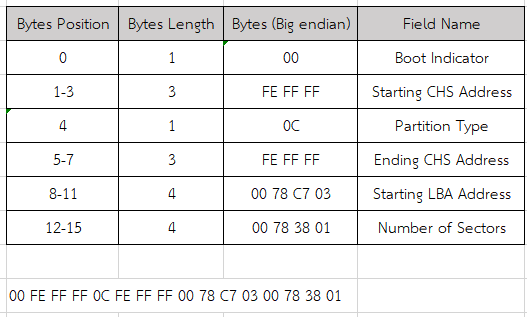 Bytes Position Bytes Length Bytes (Big endian) Field Name
0 1 00 Boot Indicator
1-3 3 FE FF FF Starting CHS Address
4 1 0C Partition Type
5-7 3 FE FF FF Ending CHS Address
8-11 4 00 78 C7 03 Starting LBA Address
12-15 4 00 78 38 01 Number of Sectors
00 FE FF FF 0C FE FF FF 00 78 C7 03 00 78 38 01